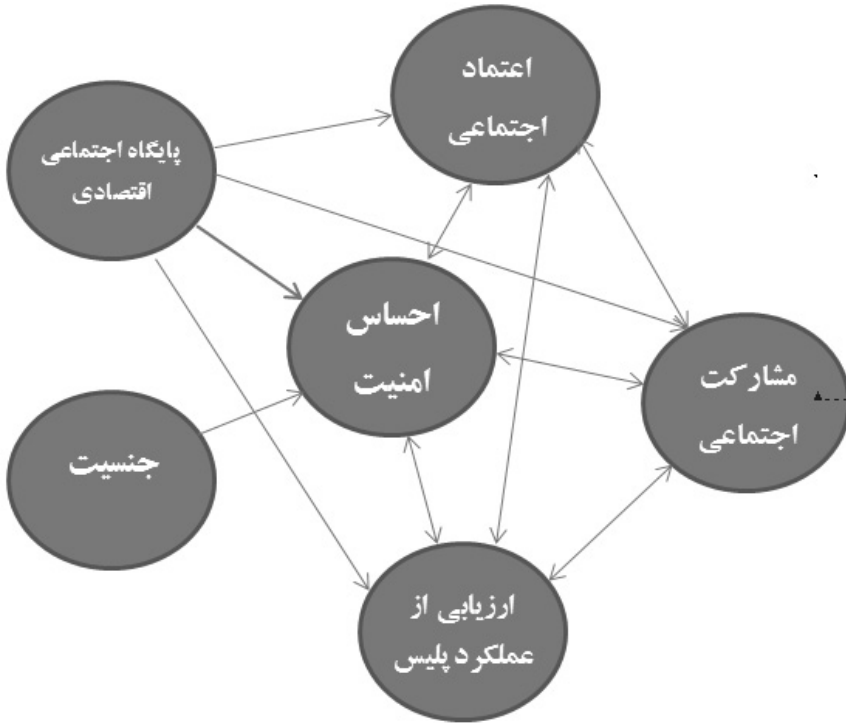 اعتماد
اجتماعی
پایگاه اجتماعی
اقتصادی
احساس
امنیت
مشارکت
اجتماعی
جنسیت
ارزیابی از
عملکرد پلیس